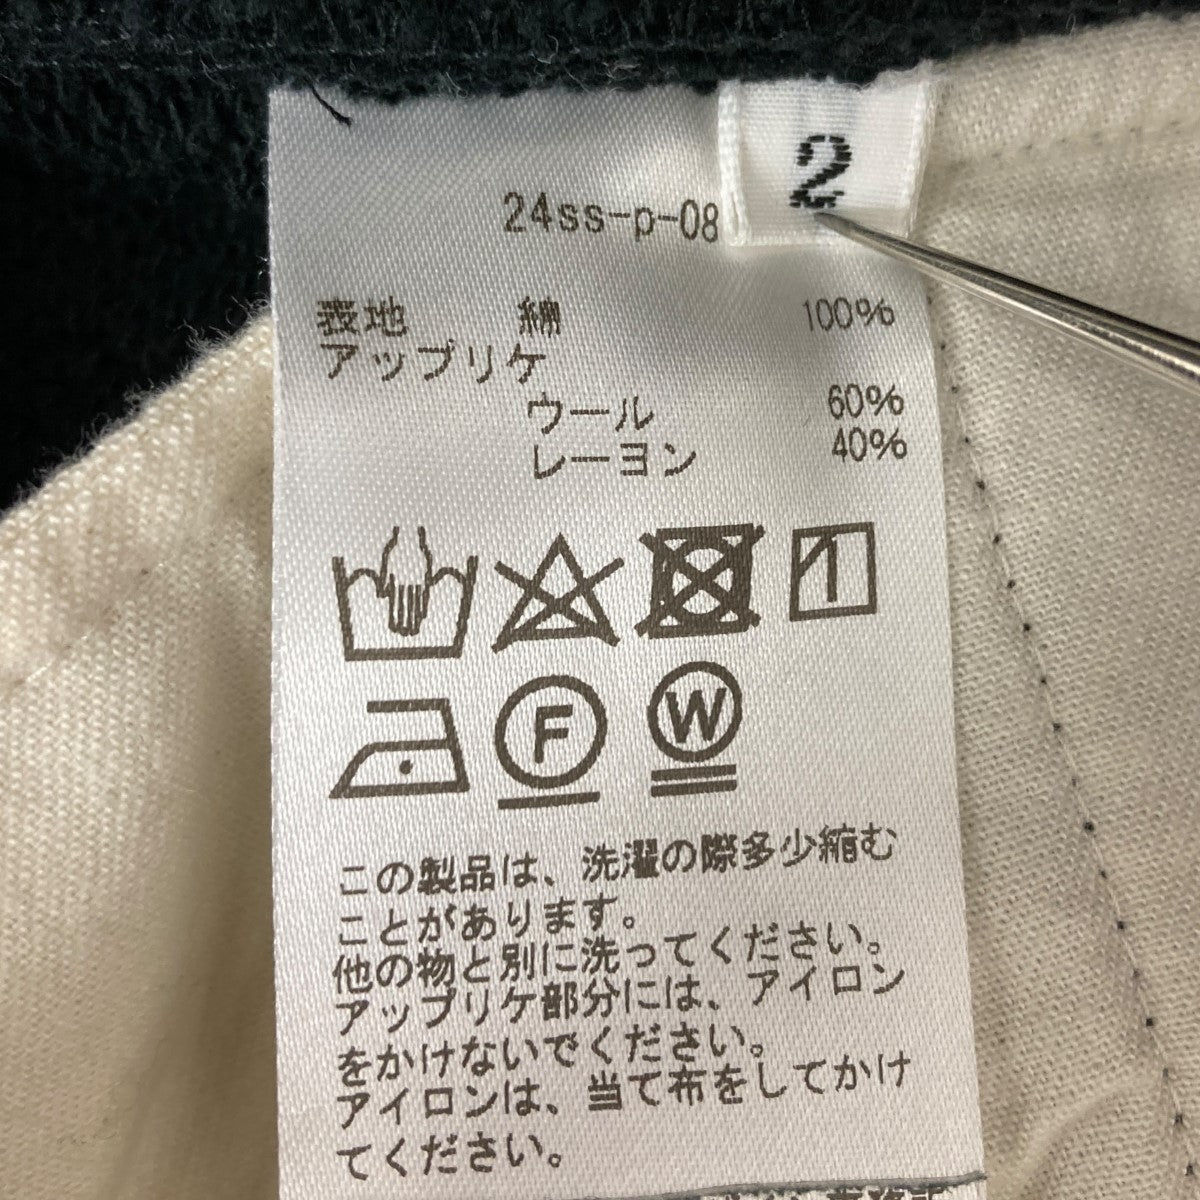 2
24ss-p-08
表地 綿 100%
アップリケ
ウール 60%
レーヨン 40%
F
W
この製品は、洗濯の際多少縮む
ことがあります。
他の物と別に洗ってください。
アップリケ部分には、アイロン
をかけないでください。
アイロンは、当て布をしてかけ
てください。